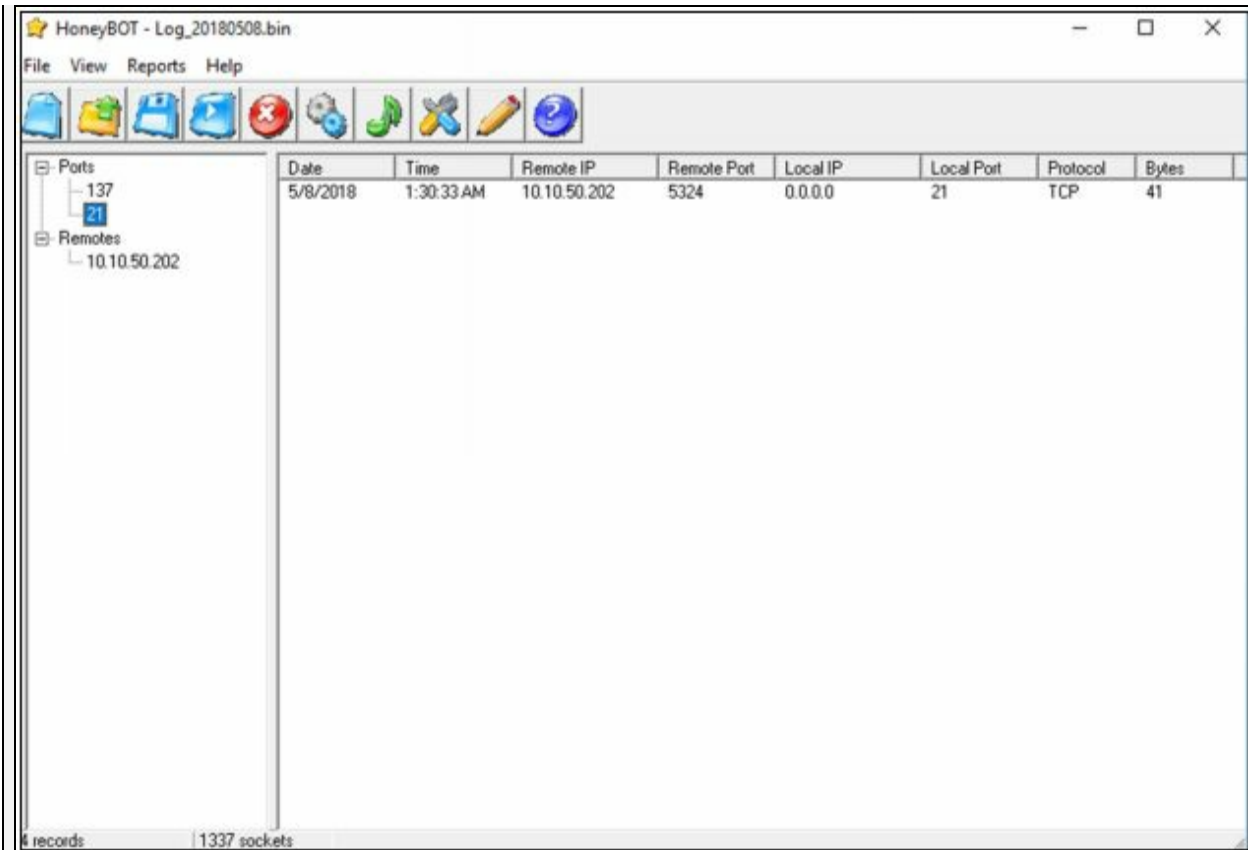 HoneyBOT - Log_20180508.bin
File View Reports Help
Ports
137
21
Remotes
10.10.50.202
Date Time Remote IP Remote Port Local IP Local Port Protocol Bytes
5/8/2018 1:30:33 AM 10.10.50.202 5324 0.0.0.0 21 TCP 41
4 records 1337 sockets